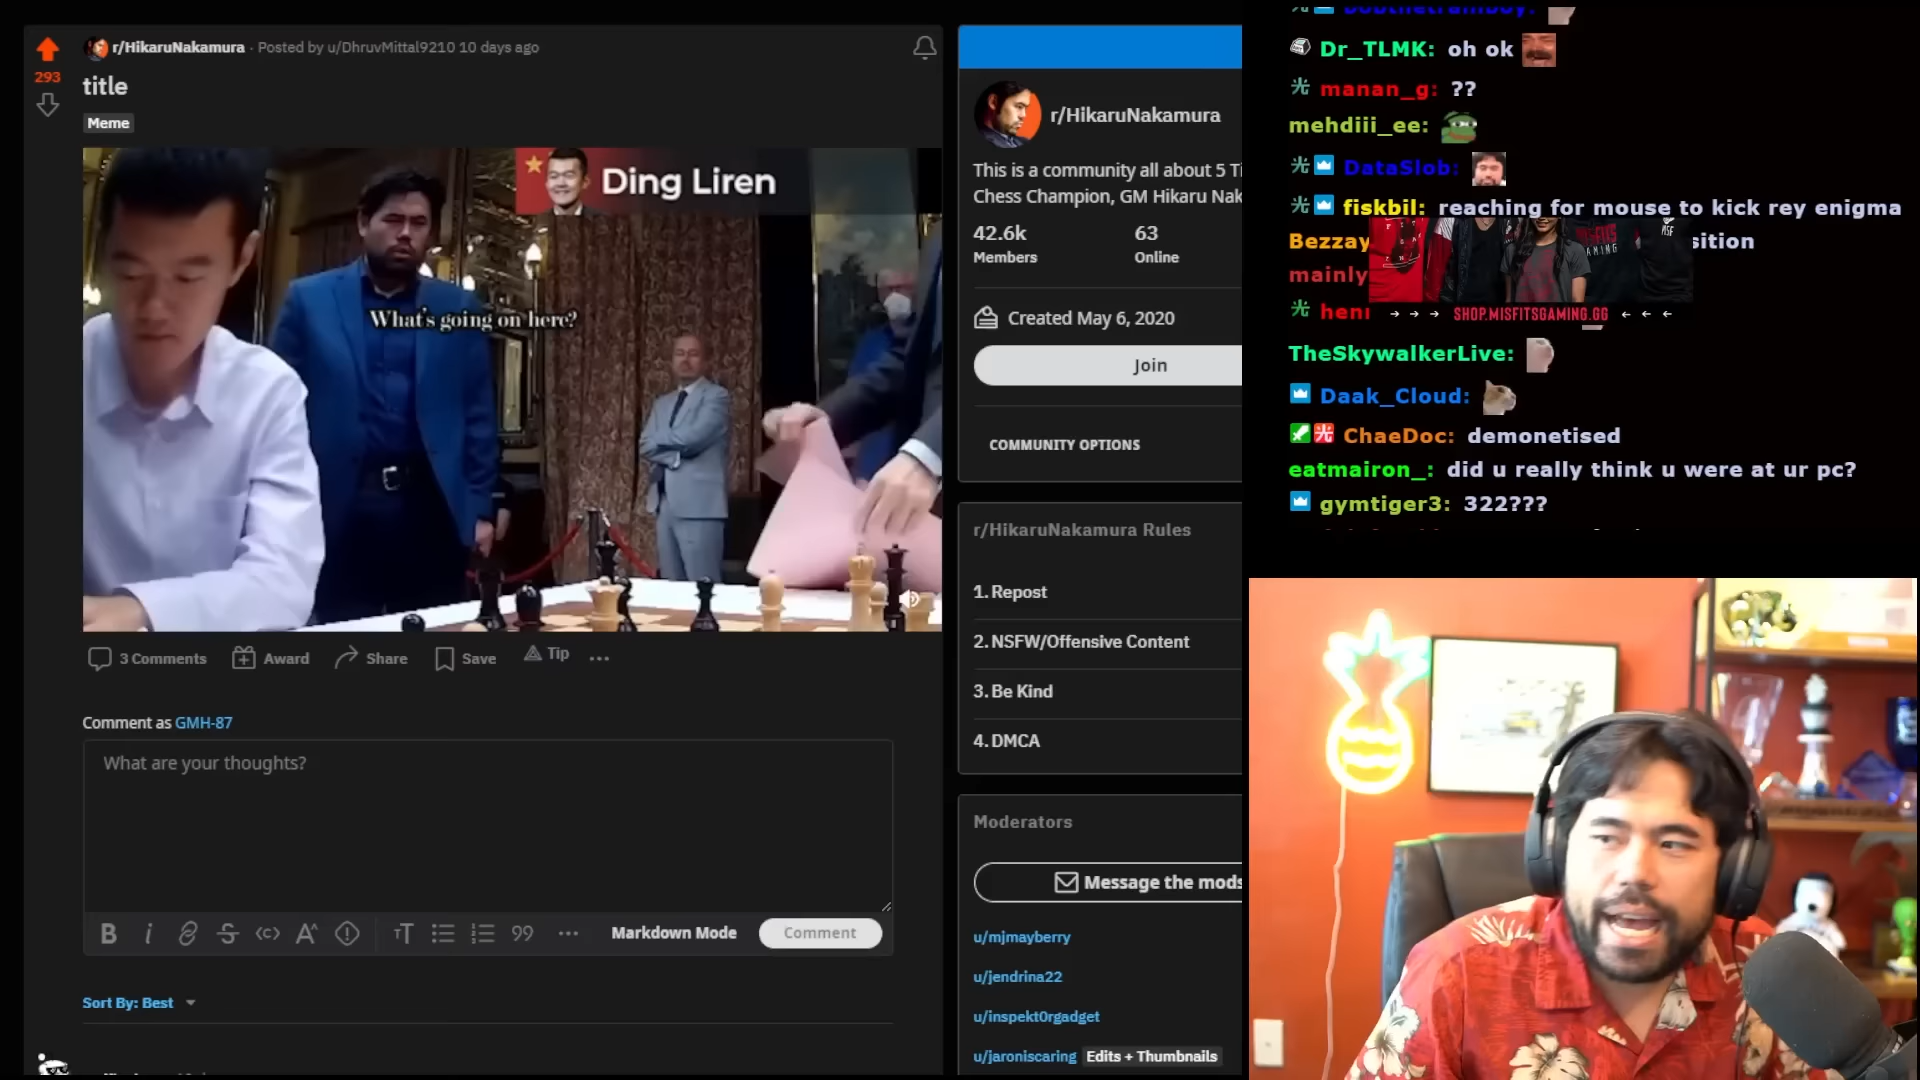 r/HikaruNakamura · Posted by u/DhruvMittal9210 10 days ago
293
title
Meme
Ding Liren
What's going on here?
3 Comments
Award
Share
Save
Tip
Comment as GMH-87
What are your thoughts?
Markdown Mode
Comment
Sort By: Best
r/HikaruNakamura
This is a community all about 5 Ti
Chess Champion, GM Hikaru Nak
42.6k
Members
63
Online
Created May 6, 2020
Join
COMMUNITY OPTIONS
r/HikaruNakamura Rules
1. Repost
2. NSFW/Offensive Content
3. Be Kind
4. DMCA
Moderators
Message the mods
u/mjmayberry
u/jendrina22
u/inspekt0rgadget
u/jaroniscaring Edits + Thumbnails
Dr_TLMK: oh ok
manan_g: ??
mehdiii_ee:
DataSlob:
fiskbil: reaching for mouse to kick rey enigma
Bezzay sition
mainly
SHOP.MISFITSGAMING.GG
TheSkywalkerLive:
Daak_Cloud:
ChaeDoc: demonetised
eatmairon_: did u really think u were at ur pc?
gymtiger3: 322???